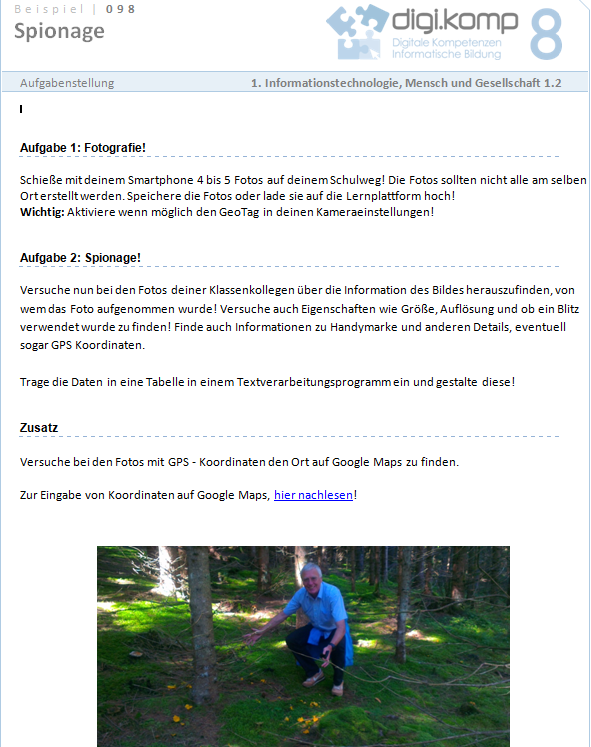 Beispiel | 098
Spionage
digi.komp
Digitale Kompetenzen
Informatische Bildung
8
Aufgabenstellung 1. Informationstechnologie, Mensch und Gesellschaft 1.2
I
Aufgabe 1: Fotografie!
Schieße mit deinem Smartphone 4 bis 5 Fotos auf deinem Schulweg! Die Fotos sollten nicht alle am selben
Ort erstellt werden. Speichere die Fotos oder lade sie auf die Lernplattform hoch!
Wichtig: Aktiviere wenn möglich den GeoTag in deinen Kameraeinstellungen!
Aufgabe 2: Spionage!
Versuche nun bei den Fotos deiner Klassenkollegen über die Information des Bildes herauszufinden, von
wem das Foto aufgenommen wurde! Versuche auch Eigenschaften wie Größe, Auflösung und ob ein Blitz
verwendet wurde zu finden! Finde auch Informationen zu Handymarke und anderen Details, eventuell
sogar GPS Koordinaten.
Trage die Daten in eine Tabelle in einem Textverarbeitungsprogramm ein und gestalte diese!
Zusatz
Versuche bei den Fotos mit GPS - Koordinaten den Ort auf Google Maps zu finden.
Zur Eingabe von Koordinaten auf Google Maps, hier nachlesen!